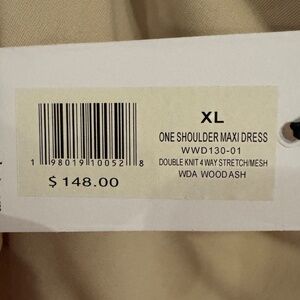 XL
ONE SHOULDER MAXI DRESS
WWD130-01
DOUBLE KNIT 4 WAY STRETCH/MESH
WDA WOODASH
1 98019 10052 8
$ 148.00